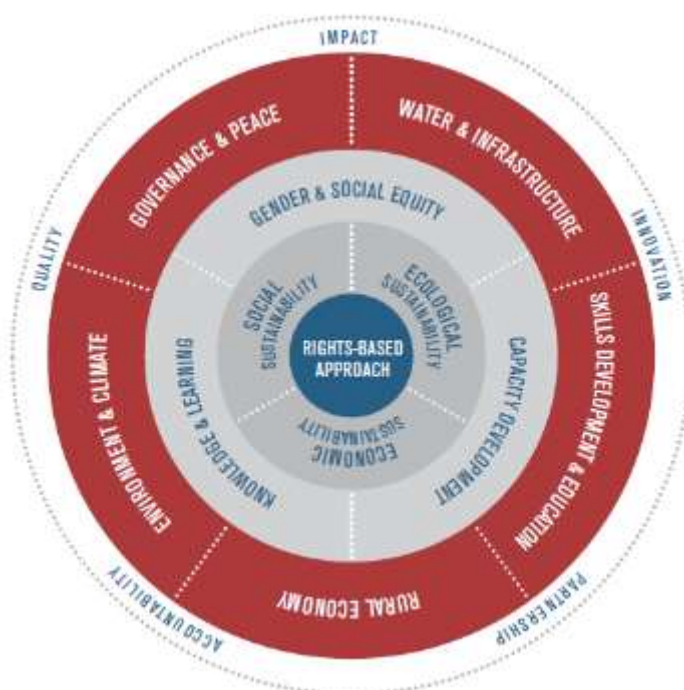 IMPACT
GOVERNANCE & PEACE
WATER & INFRASTRUCTURE
GENDER & SOCIAL EQUITY
QUALITY
INNOVATION
SOCIAL
SUSTAINABILITY
ECOLOGICAL
SUSTAINABILITY
RIGHTS-BASED
APPROACH
SKILLS DEVELOPMENT & EDUCATION
ENVIRONMENT & CLIMATE
KNOWLEDGE & LEARNING
CAPACITY DEVELOPMENT
ECONOMIC
SUSTAINABILITY
RURAL ECONOMY
ACCOUNTABILITY
PARTNERSHIP